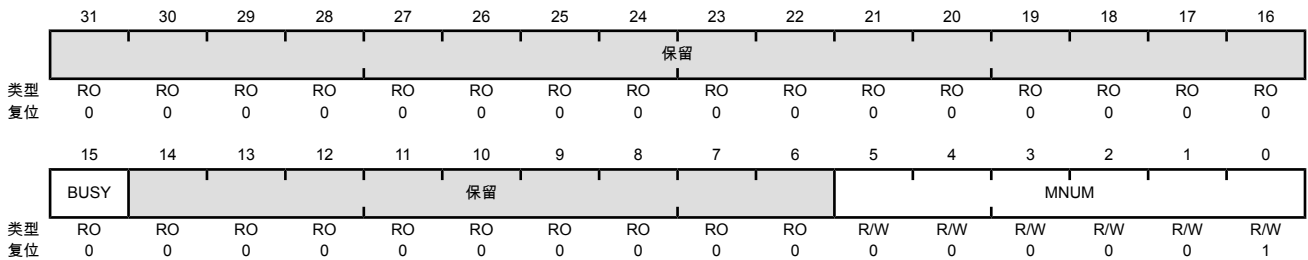 31 30 29 28 27 26 25 24 23 22 21 20 19 18 17 16
保留
类型 RO RO RO RO RO RO RO RO RO RO RO RO RO RO RO RO
复位 0 0 0 0 0 0 0 0 0 0 0 0 0 0 0 0
15 14 13 12 11 10 9 8 7 6 5 4 3 2 1 0
BUSY 保留 MNUM
类型 RO RO RO RO RO RO RO RO RO RO R/W R/W R/W R/W R/W R/W
复位 0 0 0 0 0 0 0 0 0 0 0 0 0 0 0 1